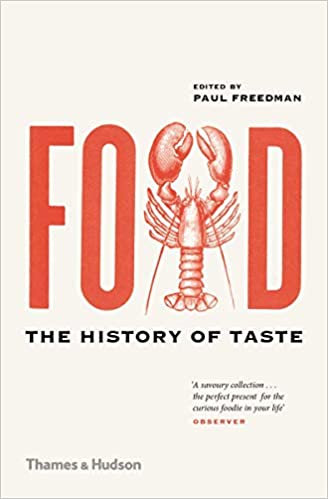 EDITED BY
PAUL FREEDMAN
FOOD
THE HISTORY OF TASTE
'A savoury collection . . .
the perfect present for the
curious foodie in your life'
OBSERVER
Thames & Hudson